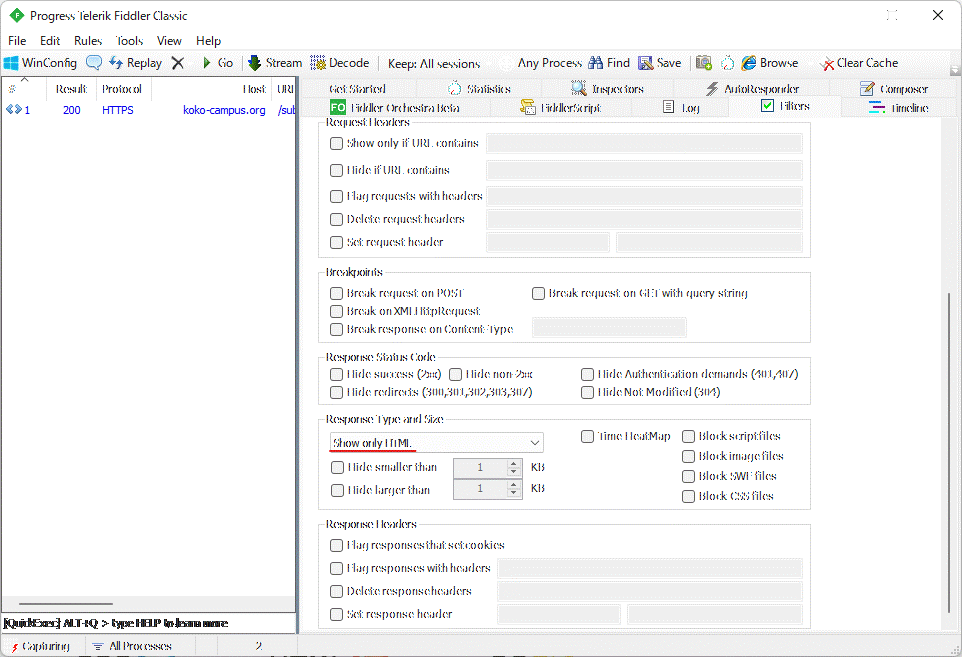 Progress Telerik Fiddler Classic
File Edit Rules Tools View Help
WinConfig Replay Go Stream Decode Keep: All sessions Any Process Find Save Browse Clear Cache
# Result Protocol Host URL
1 200 HTTPS koko-campus.org /sub
Get Started Statistics Inspectors AutoResponder Composer
FO Fiddler Orchestra Beta FiddlerScript Log Filters Timeline
Request Headers
Show only if URL contains
Hide if URL contains
Flag requests with headers
Delete request headers
Set request header
Breakpoints
Break request on POST Break request on GET with query string
Break on XMLHttpRequest
Break response on Content-Type
Response Status Code
Hide success (2xx) Hide non-2xx Hide Authentication demands (401,407)
Hide redirects (300,301,302,303,307) Hide Not Modified (304)
Response Type and Size
Show only HTML Time HeatMap Block script files
Block image files
Hide smaller than 1 KB Block SWF files
Hide larger than 1 KB Block CSS files
Response Headers
Flag responses that set cookies
Flag responses with headers
Delete response headers
Set response header
[QuickExec] ALT+Q > type HELP to learn more
Capturing All Processes 2